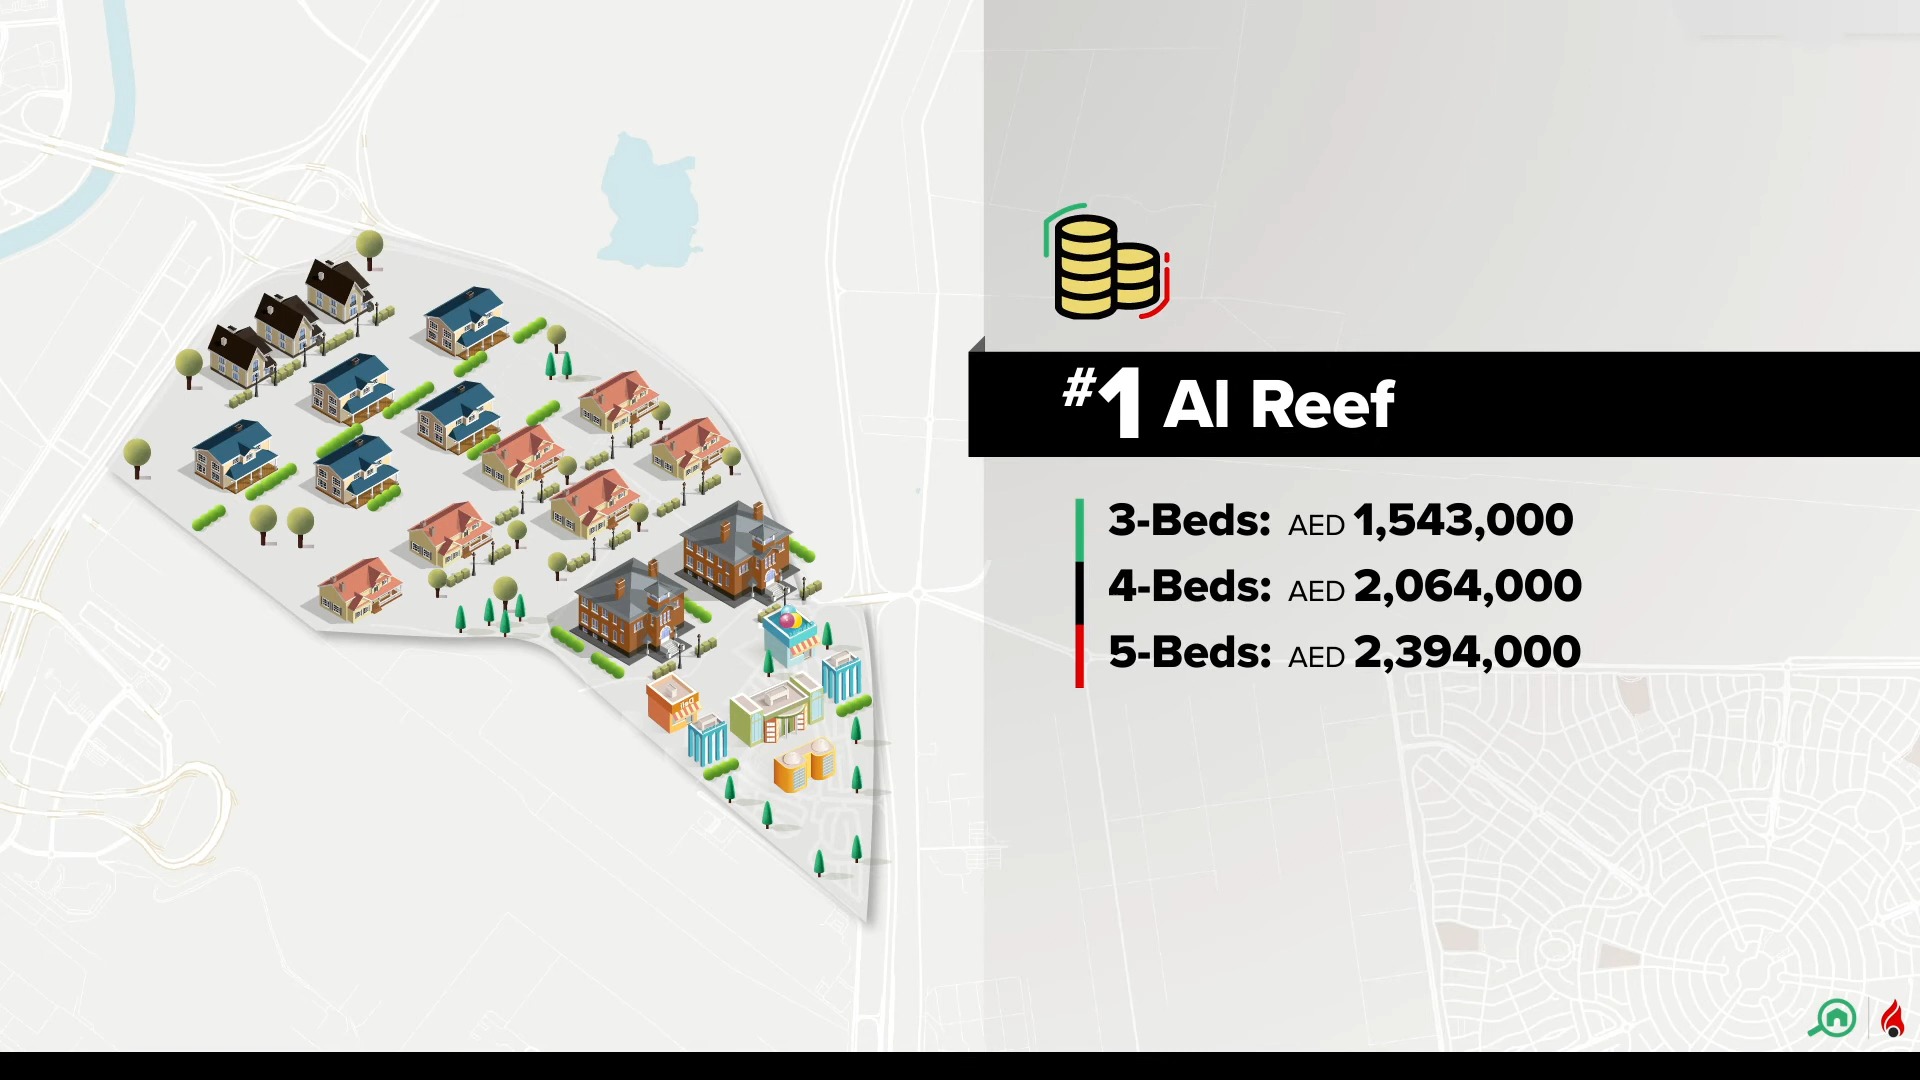 #1 Al Reef
3-Beds: AED 1,543,000
4-Beds: AED 2,064,000
5-Beds: AED 2,394,000